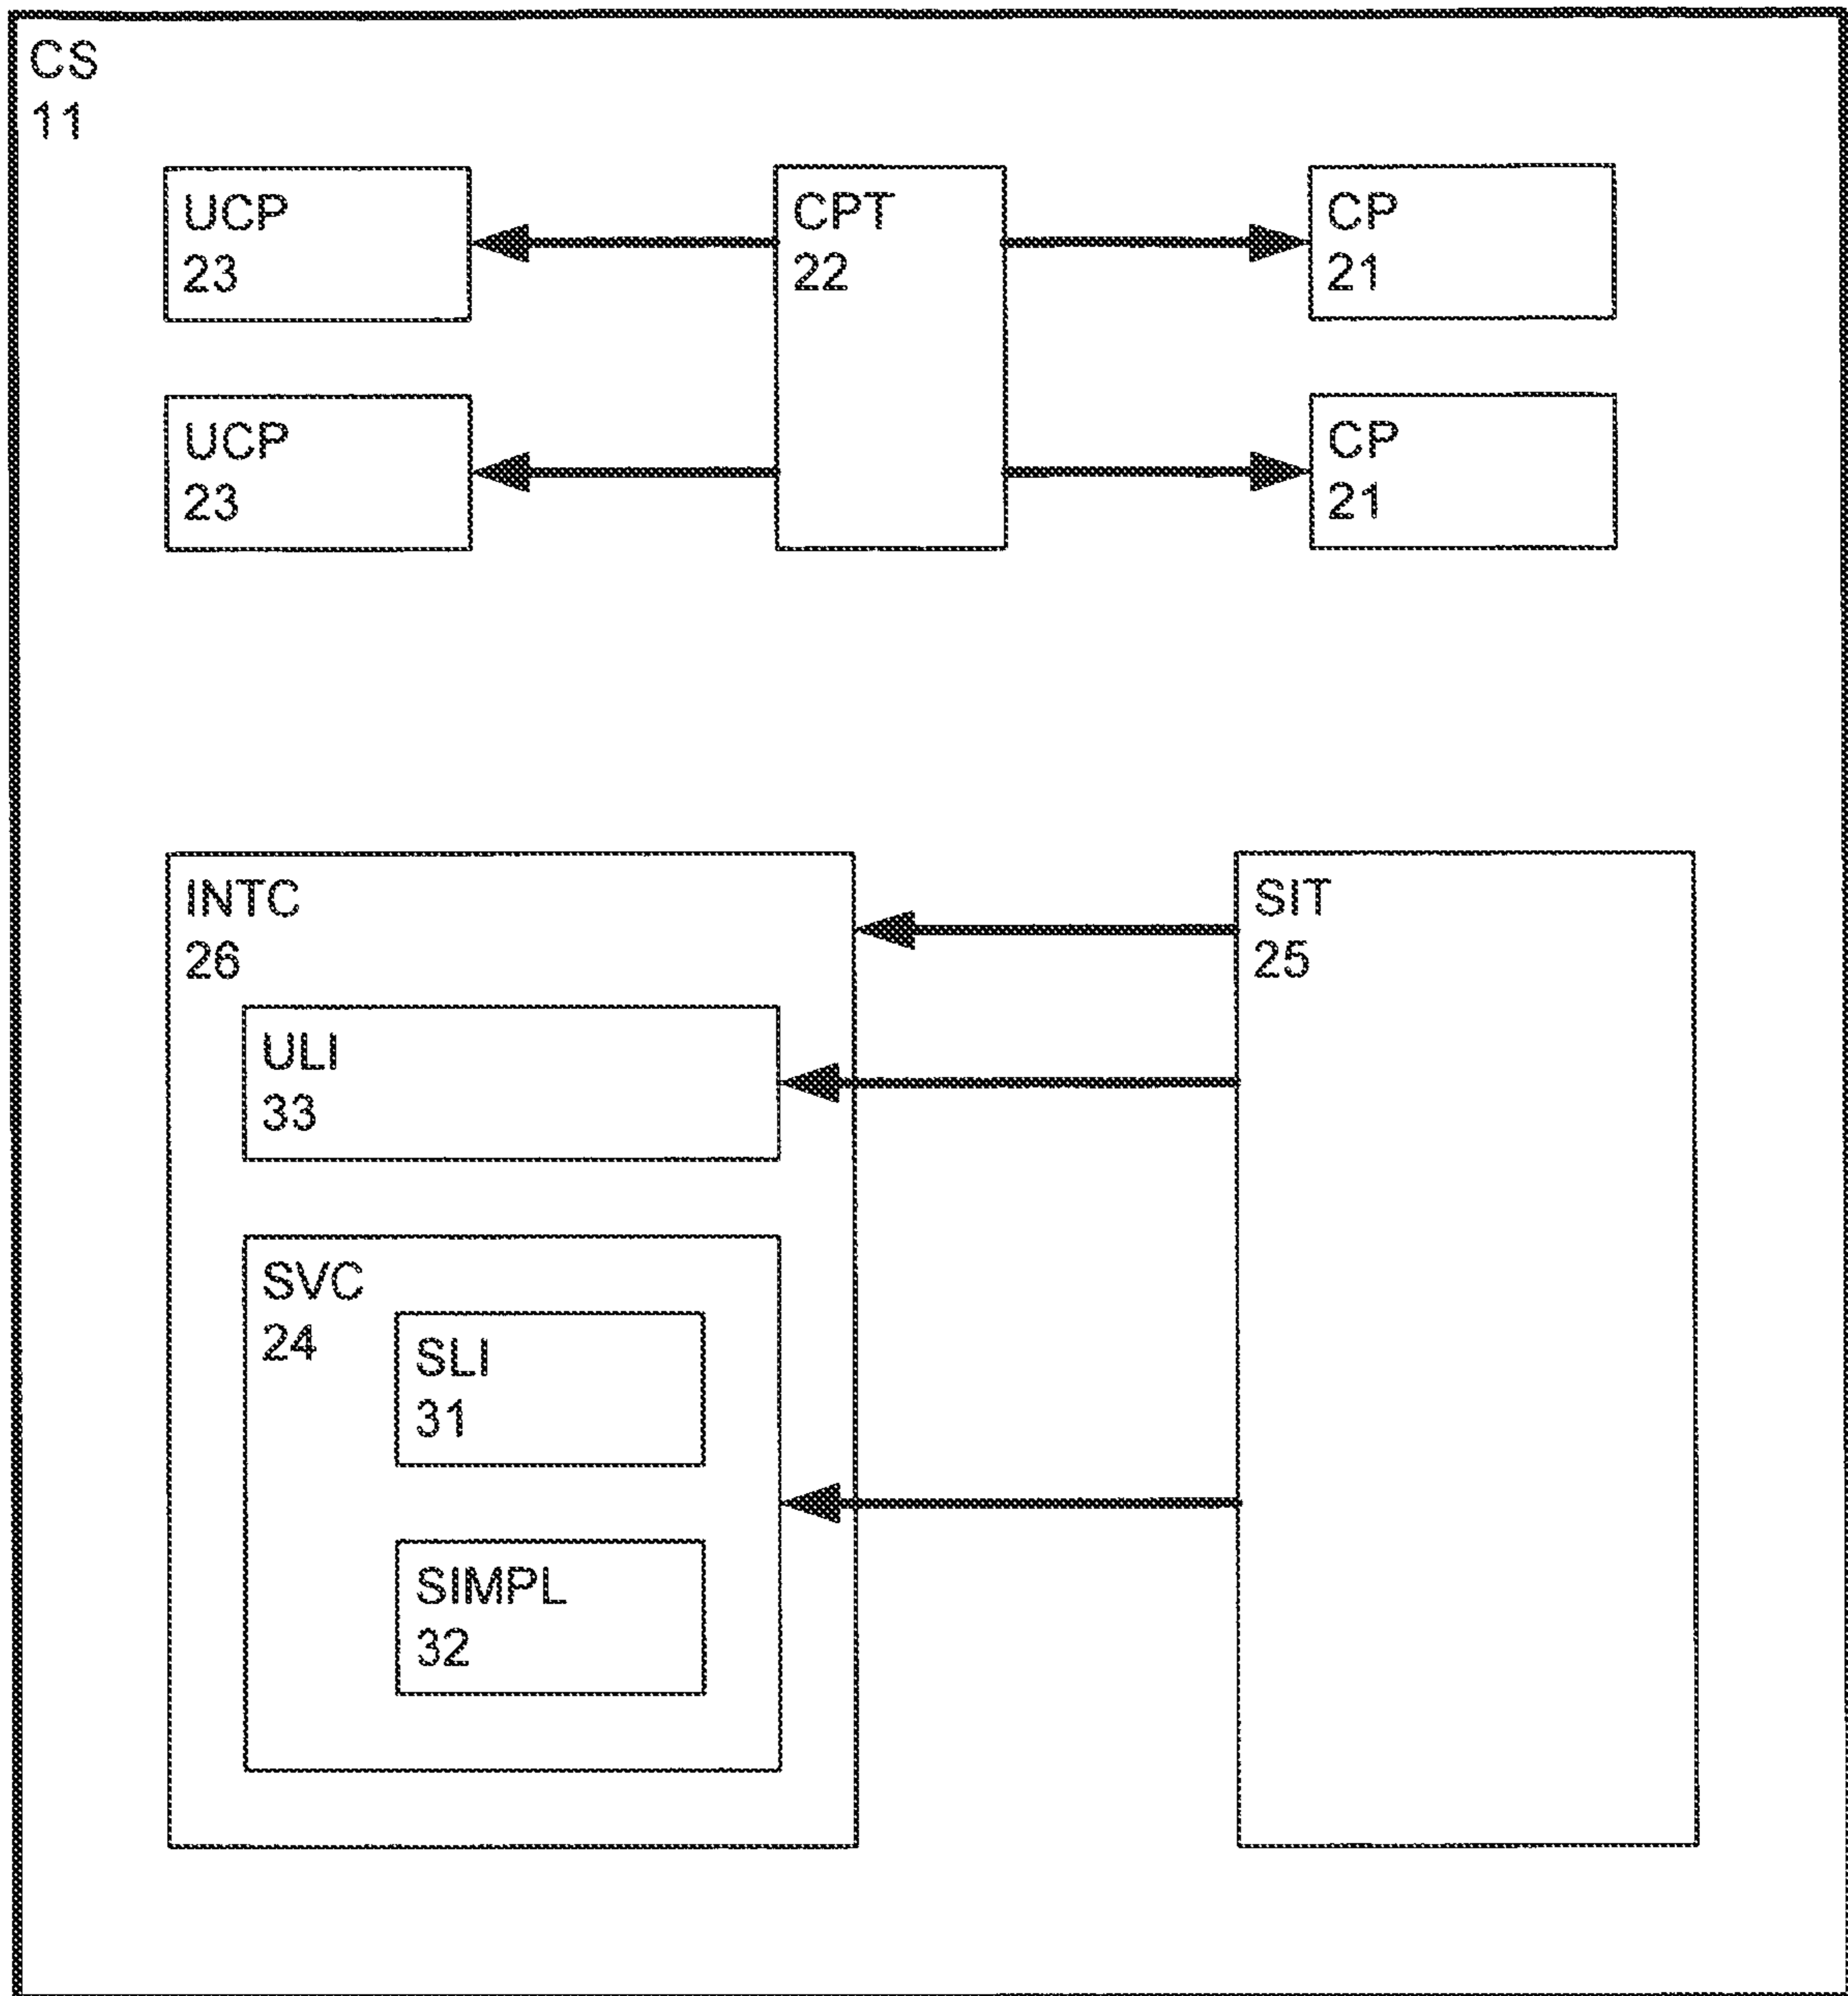 CS
11
UCP
23
CPT
22
CP
21
UCP
23
CP
21
INTC
26
SIT
25
ULI
33
SVC
24
SLI
31
SIMPL
32